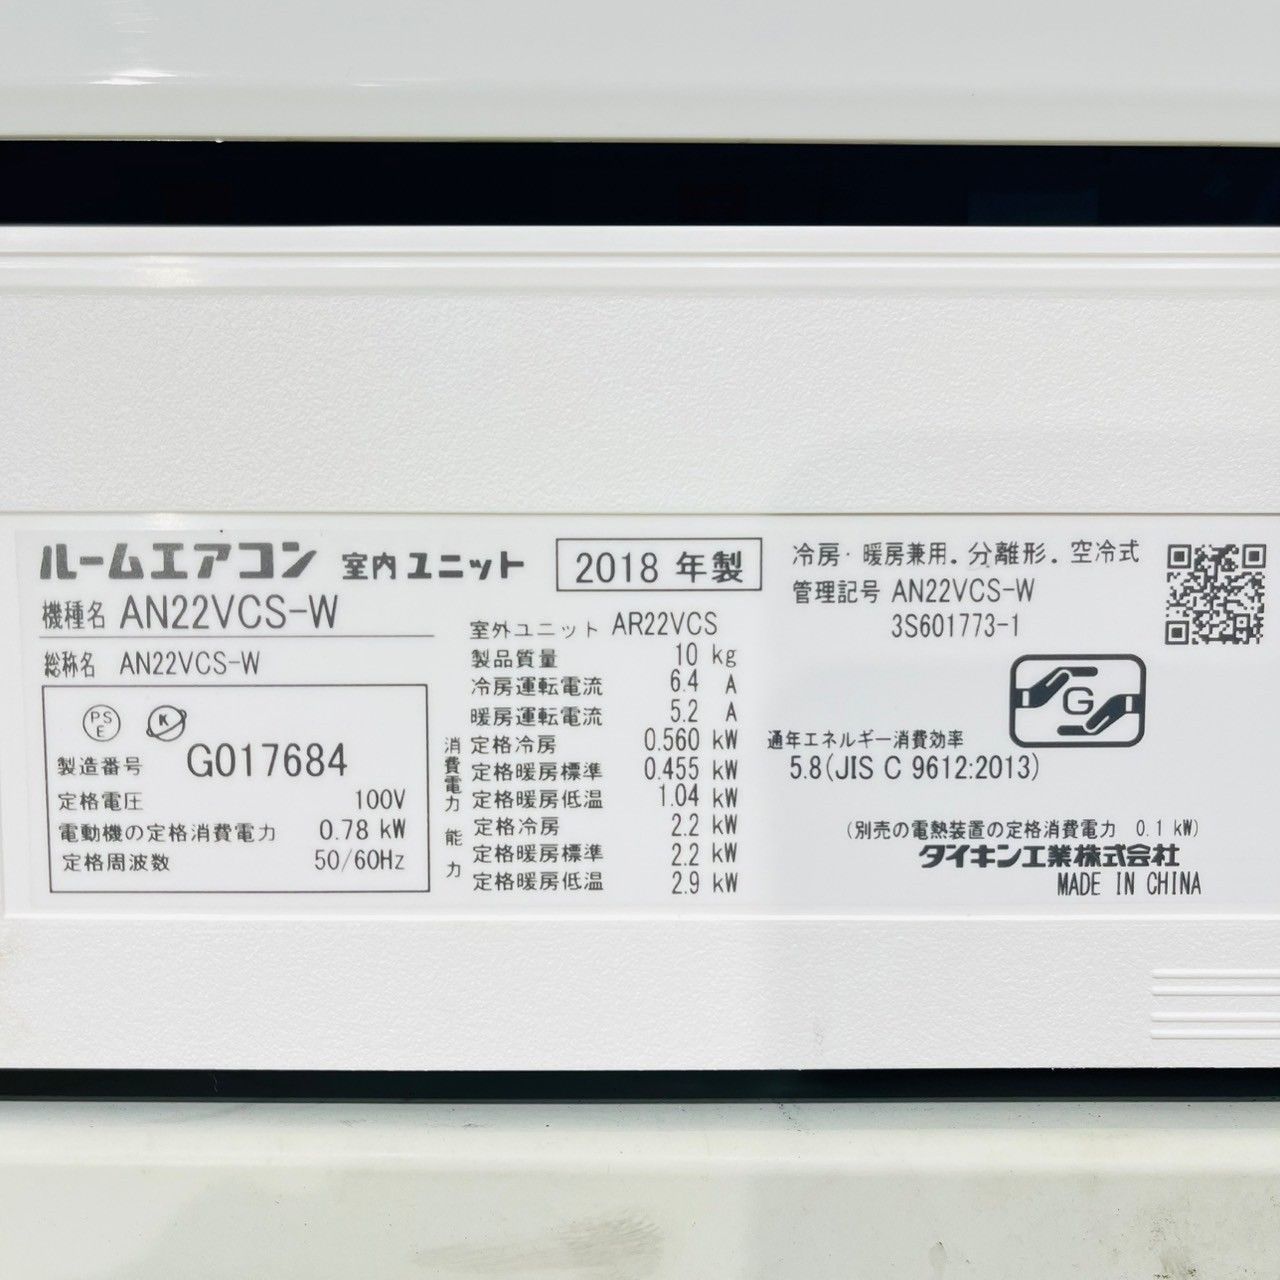 ルームエアコン 室内ユニット
2018 年製
機種名 AN22VCS-W
総称名 AN22VCS-W
PS
E
K
製造番号 G017684
定格電圧 100V
電動機の定格消費電力 0.78 kW
定格周波数 50/60Hz
室外ユニット AR22VCS
製品質量 10 kg
冷房運転電流 6.4 A
暖房運転電流 5.2 A
消費電力
定格冷房 0.560 kW
定格暖房標準 0.455 kW
定格暖房低温 1.04 kW
能力
定格冷房 2.2 kW
定格暖房標準 2.2 kW
定格暖房低温 2.9 kW
冷房・暖房兼用．分離形．空冷式
管理記号 AN22VCS-W
3S601773-1
G
通年エネルギー消費効率
5.8(JIS C 9612:2013)
(別売の電熱装置の定格消費電力 0.1 kW)
ダイキン工業株式会社
MADE IN CHINA